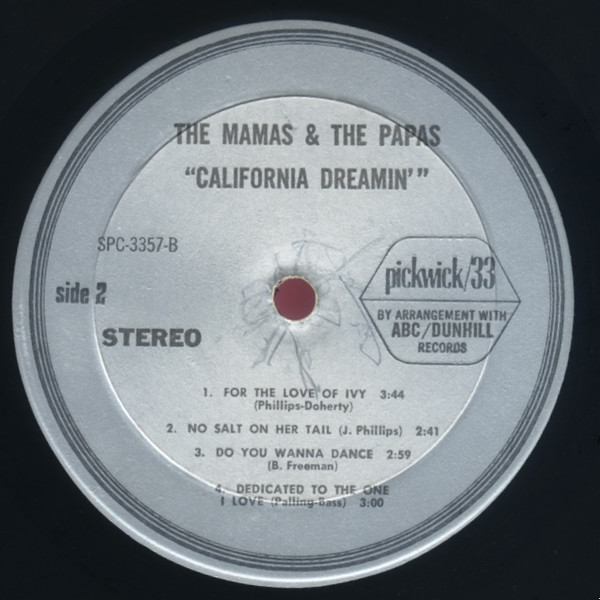 THE MAMAS & THE PAPAS
"CALIFORNIA DREAMIN'"
SPC-3357-B
side 2
STEREO
pickwick/33
BY ARRANGEMENT WITH
ABC/DUNHILL
RECORDS
1. FOR THE LOVE OF IVY 3:44
(Phillips-Doherty)
2. NO SALT ON HER TAIL (J. Phillips) 2:41
3. DO YOU WANNA DANCE 2:59
(B. Freeman)
4. DEDICATED TO THE ONE
I LOVE (Palling-Bass) 3:00